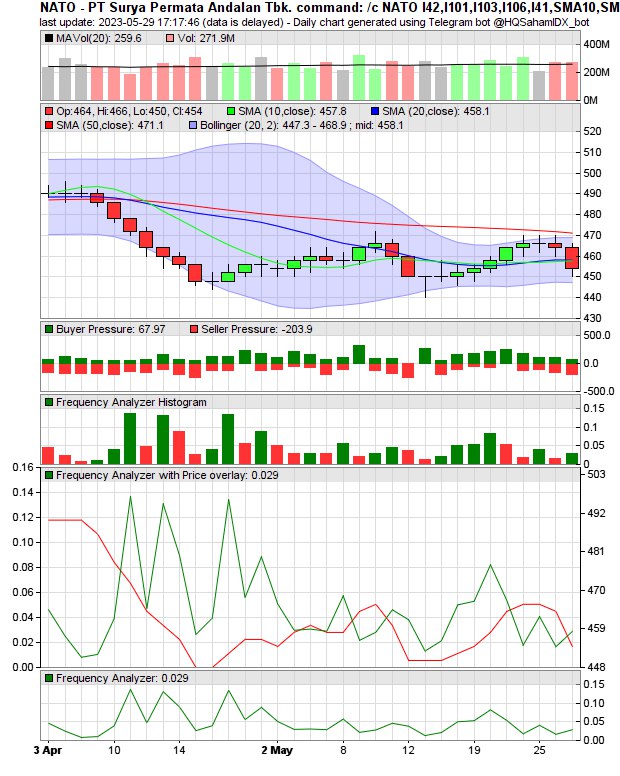 NATO - PT Surya Permata Andalan Tbk. command: /c NATO I42,I101,I103,I106,I41,SMA10,SM
last update: 2023-05-29 17:17:46 (data is delayed) - Daily chart generated using Telegram bot @HQSahamIDX_bot
MAVol(20): 259.6 Vol: 271.9M
400M
200M
0M
Op:464, Hi:466, Lo:450, Cl:454 SMA (10,close): 457.8 SMA (20,close): 458.1
SMA (50,close): 471.1 Bollinger (20, 2): 447.3 - 468.9 ; mid: 458.1
520
510
500
490
480
470
460
450
440
430
Buyer Pressure: 67.97 Seller Pressure: -203.9
500.0
0.0
-500.0
Frequency Analyzer Histogram
0.15
0.1
0.05
0
Frequency Analyzer with Price overlay: 0.029
0.16 503
0.14
0.12 492
0.10 481
0.08
0.06 470
0.04
0.02 459
0.00 448
Frequency Analyzer: 0.029
0.15
0.10
0.05
0.00
3 Apr 10 14 2 May 8 12 19 25